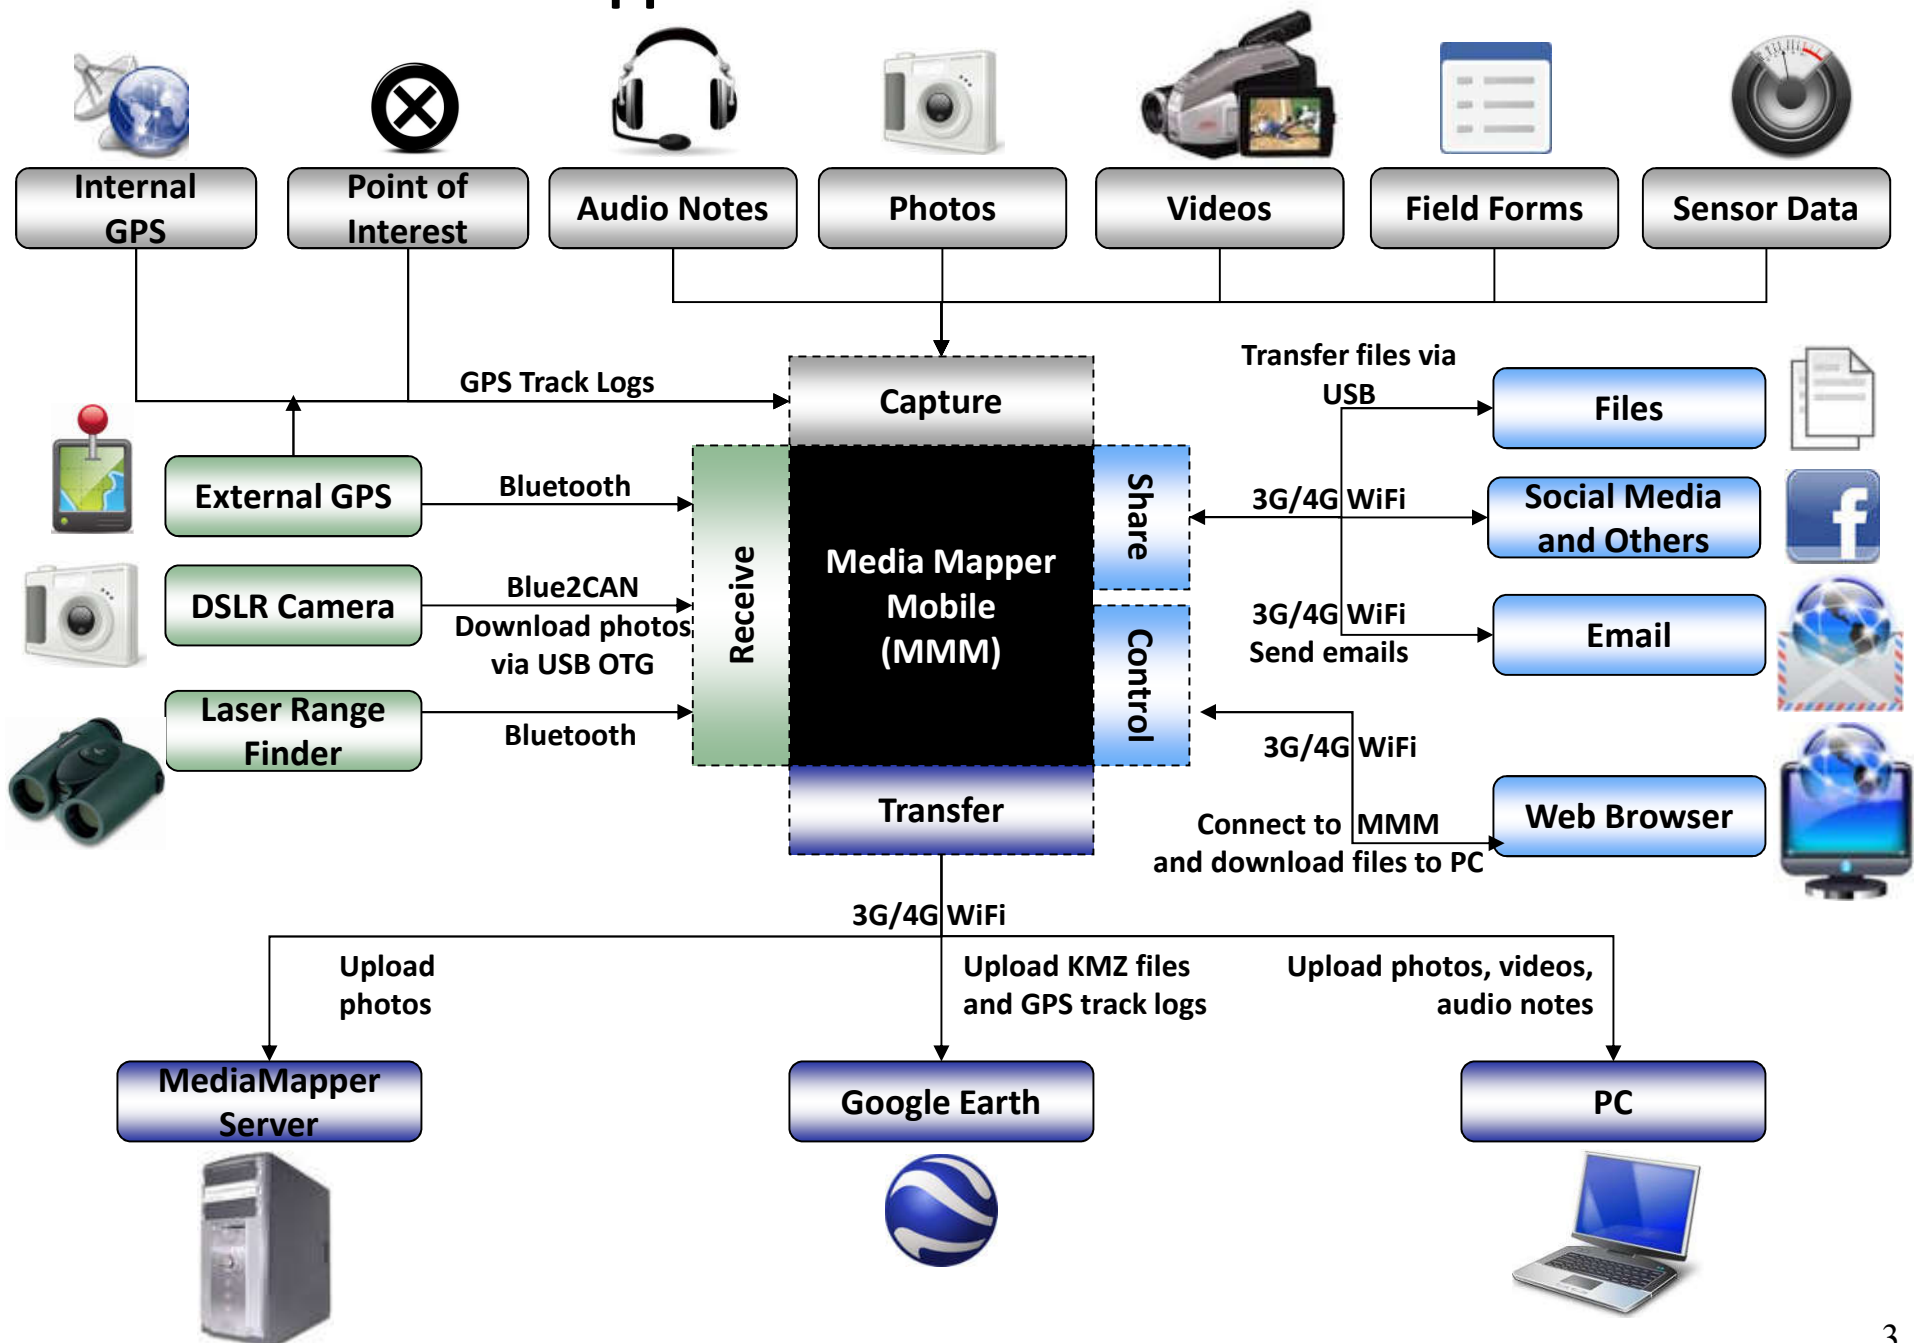 Internal
GPS
Point of
Interest
Audio Notes
Photos
Videos
Field Forms
Sensor Data
GPS Track Logs
Capture
Transfer files via
USB
Files
External GPS
Bluetooth
Share
3G/4G WiFi
Social Media
and Others
Receive
Media Mapper
Mobile
(MMM)
DSLR Camera
Blue2CAN
Download photos
via USB OTG
Control
3G/4G WiFi
Send emails
Email
Laser Range
Finder
Bluetooth
3G/4G WiFi
Transfer
Connect to MMM
and download files to PC
Web Browser
3G/4G WiFi
Upload
photos
Upload KMZ files
and GPS track logs
Upload photos, videos,
audio notes
MediaMapper
Server
Google Earth
PC
3